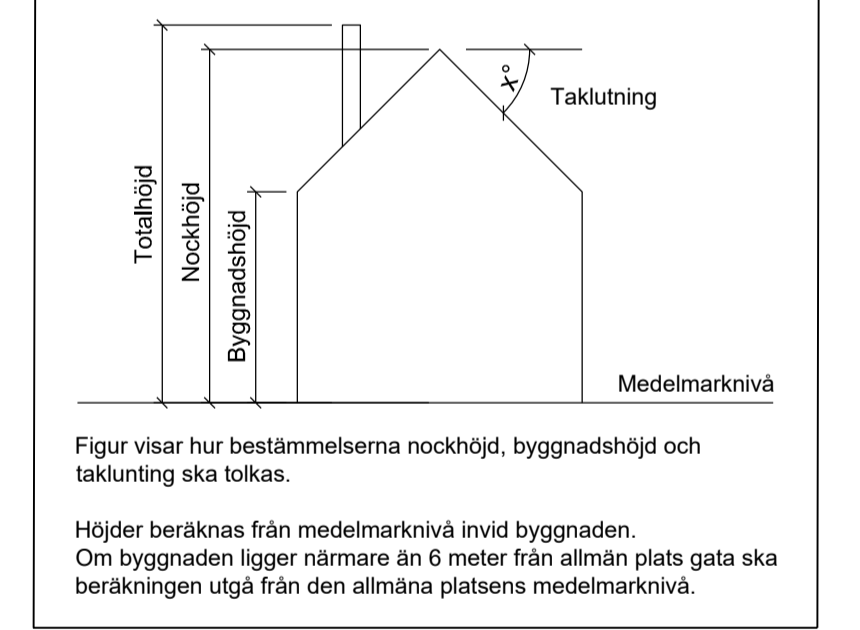 Totalhöjd
Nockhöjd
Byggnadshöjd
x°
Taklutning
Medelmarknivå
Figur visar hur bestämmelserna nockhöjd, byggnadshöjd och
taklunting ska tolkas.
Höjder beräknas från medelmarknivå invid byggnaden.
Om byggnaden ligger närmare än 6 meter från allmän plats gata ska
beräkningen utgå från den allmäna platsens medelmarknivå.